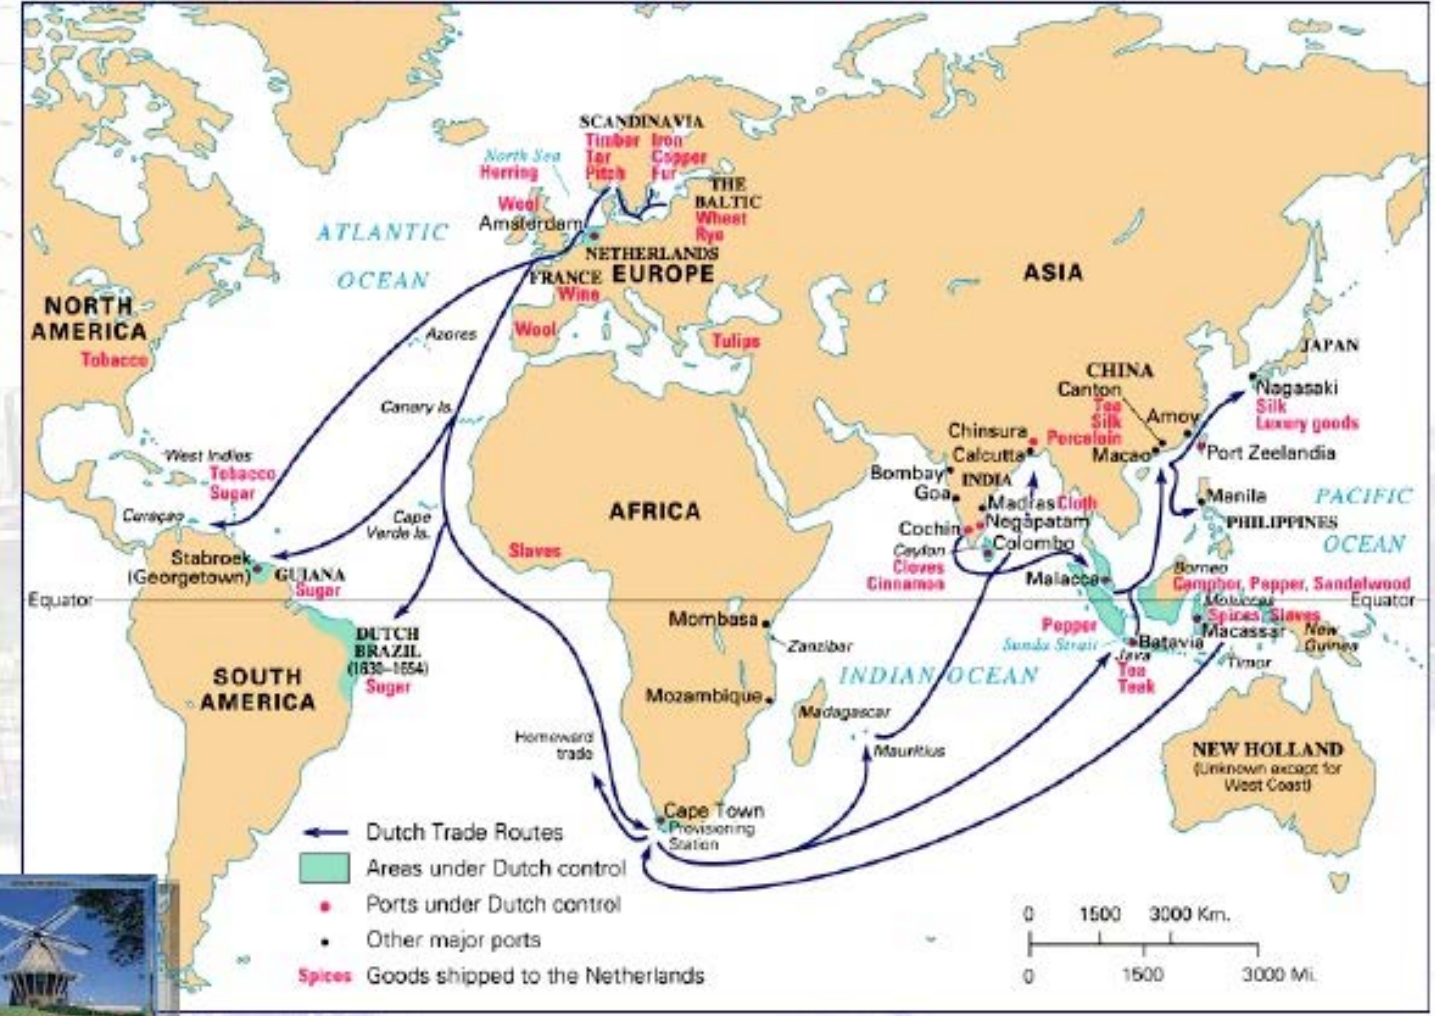 SCANDINAVIA
Timber Iron
Tar Copper
Pitch Fur
North Sea
Herring
THE
BALTIC
Wheat
Rye
Wool
Amsterdam
NETHERLANDS
ATLANTIC
OCEAN
FRANCE
EUROPE
Wine
ASIA
NORTH
AMERICA
Tobacco
Azores
Wool
Tulips
JAPAN
CHINA
Canton
Tea
Silk
Porcelain
Nagasaki
Silk
Luxury goods
Canary Is.
Amoy
Chinsura
Calcutta
Macao
Port Zeelandia
West Indies
Tobacco
Sugar
Bombay
INDIA
Goa
Madras Cloth
Manila
PACIFIC
OCEAN
PHILIPPINES
Curaçao
Cape
Verde Is.
AFRICA
Cochin
Negapatam
Ceylon
Colombo
Cloves
Cinnamon
Stabroek
(Georgetown)
GUIANA
Sugar
Slaves
Malacca
Borneo
Camphor, Pepper, Sandelwood
Equator
Equator
Moluccas
Spices Slaves
Mombasa
Zanzibar
Pepper
Sunda Strait
Batavia
Macassar
New
Guinea
Java
Tea
Teak
Timor
DUTCH
BRAZIL
(1630–1654)
Sugar
SOUTH
AMERICA
INDIAN OCEAN
Mozambique
Madagascar
Mauritius
Homeward
trade
NEW HOLLAND
(Unknown except for
West Coast)
Cape Town
Provisioning
Station
Dutch Trade Routes
Areas under Dutch control
Ports under Dutch control
Other major ports
Spices Goods shipped to the Netherlands
0 1500 3000 Km.
0 1500 3000 Mi.